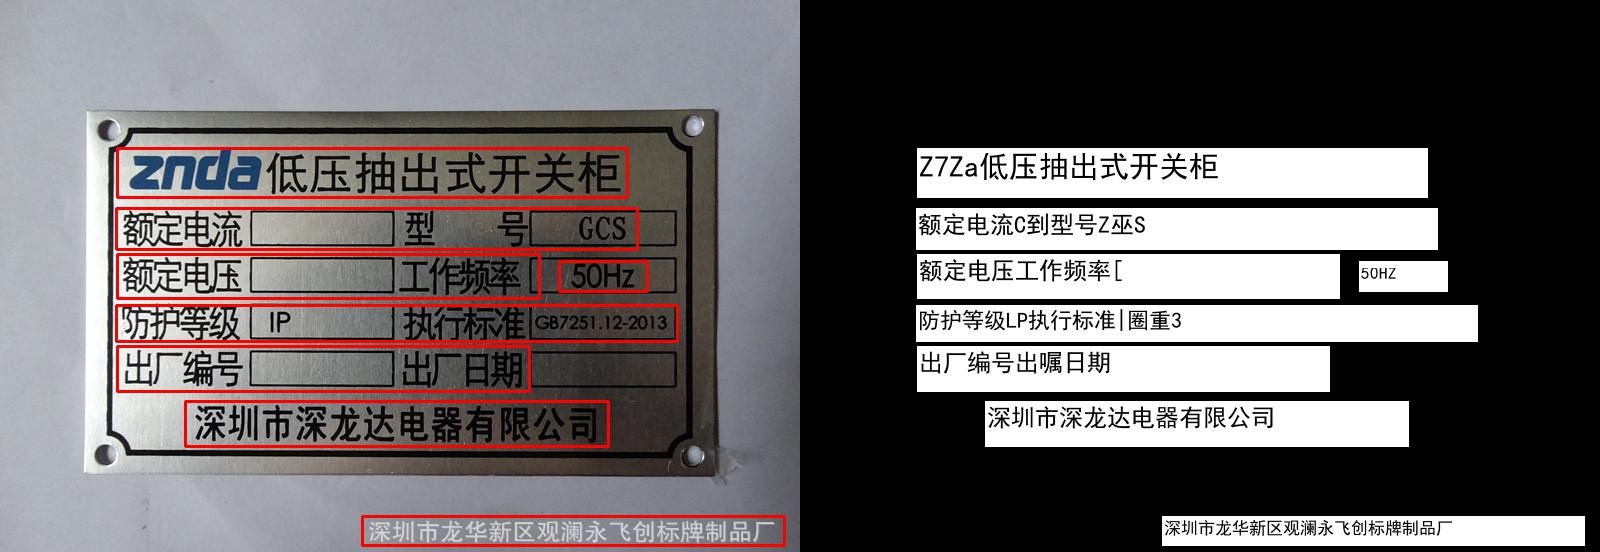 znda低压抽出式开关柜
额定电流 型号 GCS
额定电压 工作频率 50Hz
防护等级 IP 执行标准 GB7251.12-2013
出厂编号 出厂日期
深圳市深龙达电器有限公司
深圳市龙华新区观澜永飞创标牌制品厂
Z7Za低压抽出式开关柜
额定电流C到型号Z巫S
额定电压工作频率[
50HZ
防护等级LP执行标准|圈重3
出厂编号出嘱日期
深圳市深龙达电器有限公司
深圳市龙华新区观澜永飞创标牌制品厂